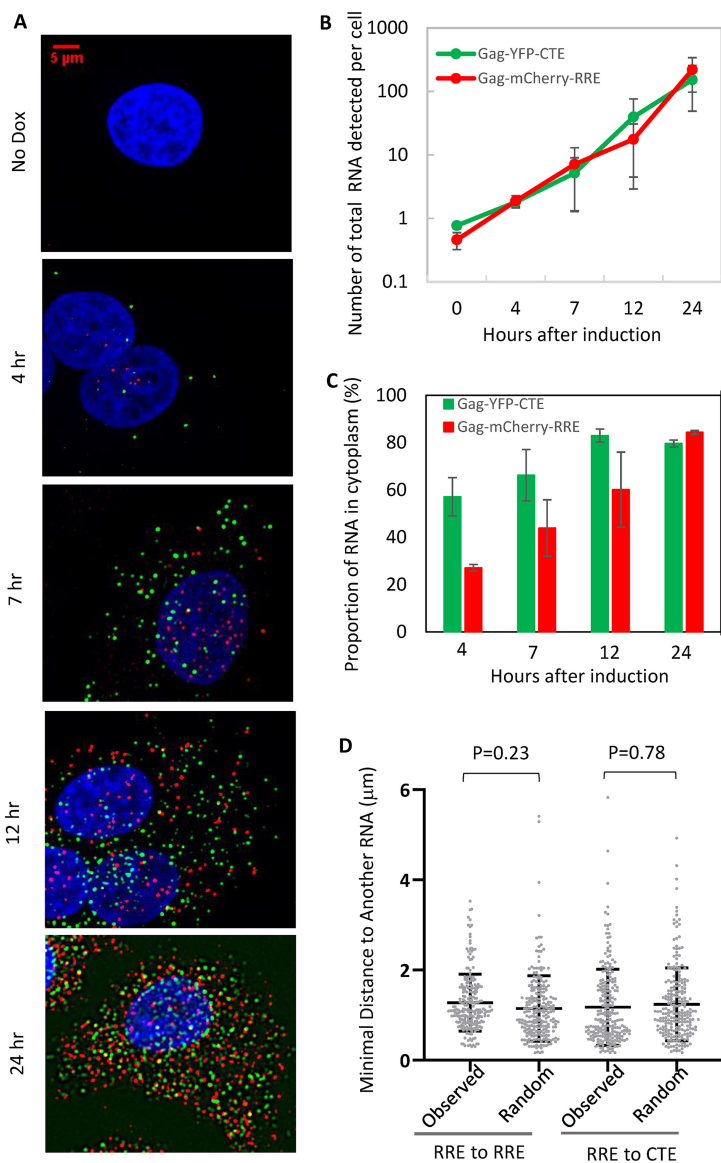 A
5 µm
No Dox
4 hr
7 hr
12 hr
24 hr
B
Number of total RNA detected per cell
1000
100
10
1
0.1
Gag-YFP-CTE
Gag-mCherry-RRE
0 4 7 12 24
Hours after induction
C
Proportion of RNA in cytoplasm (%)
100
80
60
40
20
0
Gag-YFP-CTE
Gag-mCherry-RRE
4 7 12 24
Hours after induction
D
P=0.23 P=0.78
Minimal Distance to Another RNA (µm)
6
4
2
0
Observed Random Observed Random
RRE to RRE RRE to CTE